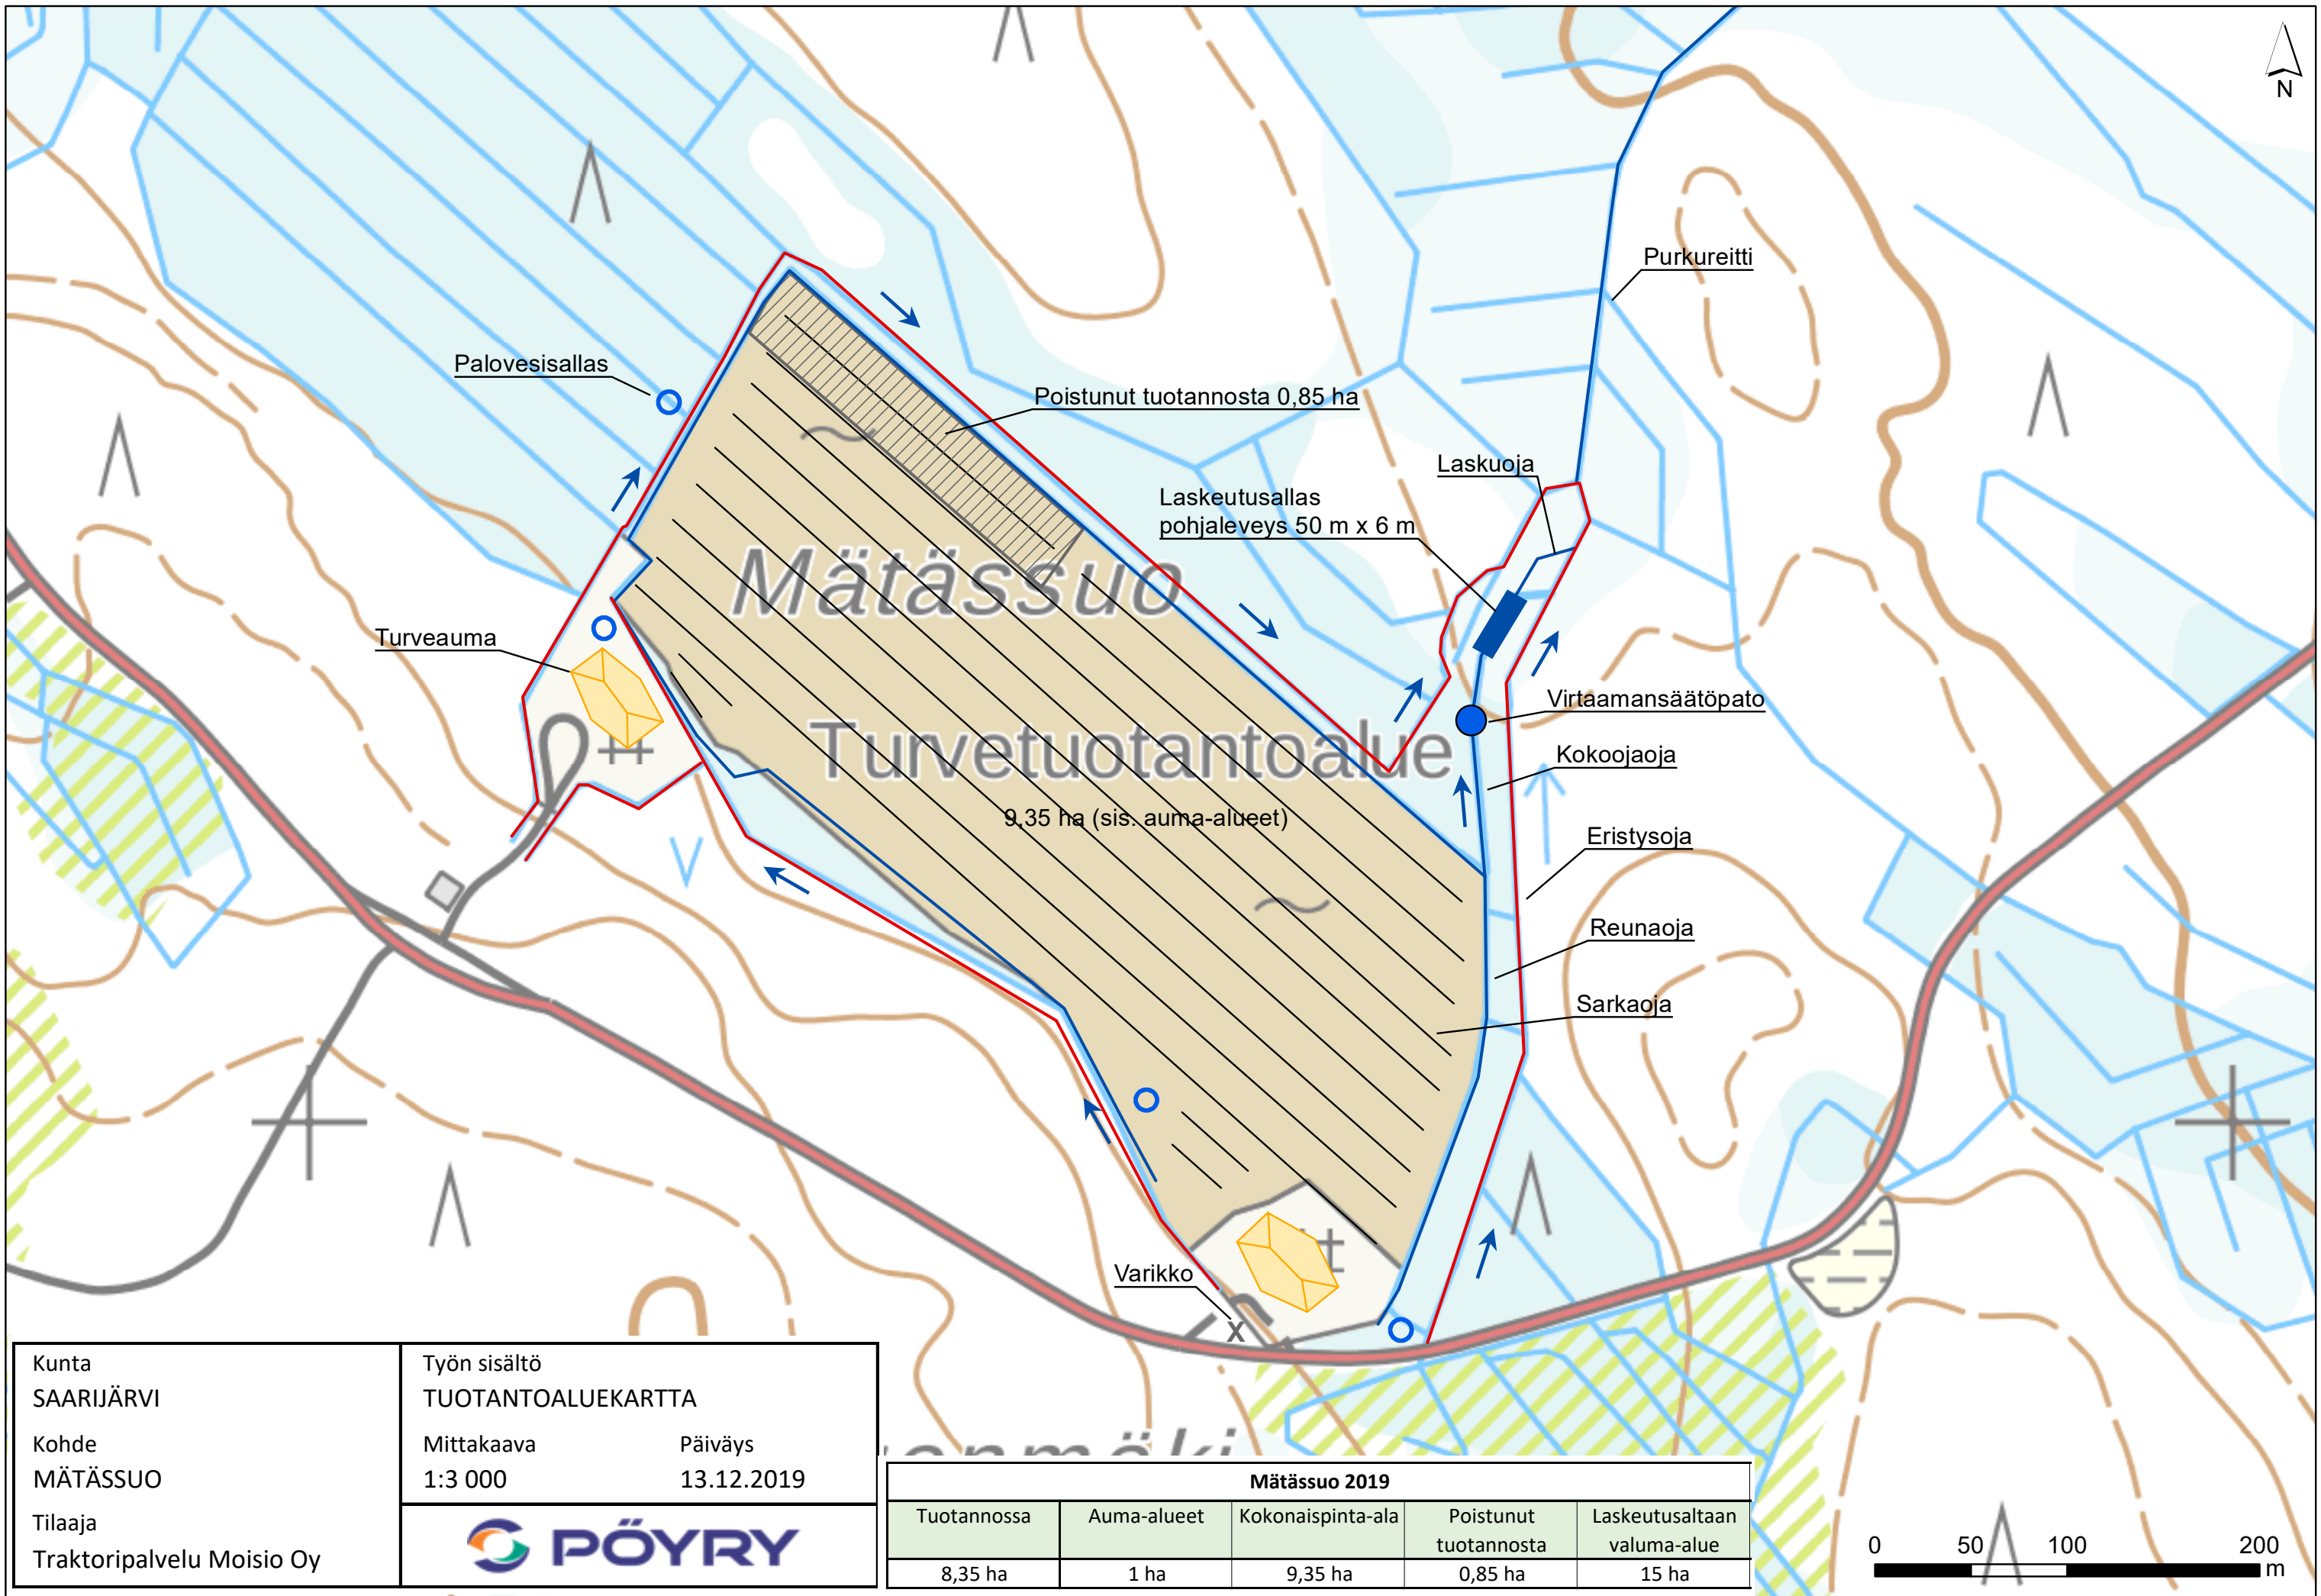 N
Purkureitti
Palovesisallas
Poistunut tuotannosta 0,85 ha
Laskuoja
Laskeutusallas
pohjaleveys 50 m x 6 m
Mätässuo
Turveauma
Virtaamansäätöpato
Turvetuotantoalue
Kokoojaoja
9,35 ha (sis. auma-alueet)
Eristysoja
Reunaoja
Sarkaoja
Varikko
X
Kunta
SAARIJÄRVI
Kohde
MÄTÄSSUO
Tilaaja
Traktoripalvelu Moisio Oy
Työn sisältö
TUOTANTOALUEKARTTA
Mittakaava Päiväys
1:3 000 13.12.2019
PÖYRY
Mätässuo 2019
Tuotannossa Auma-alueet Kokonaispinta-ala Poistunut Laskeutusaltaan
tuotannosta valuma-alue
8,35 ha 1 ha 9,35 ha 0,85 ha 15 ha
0 50 100 200
m